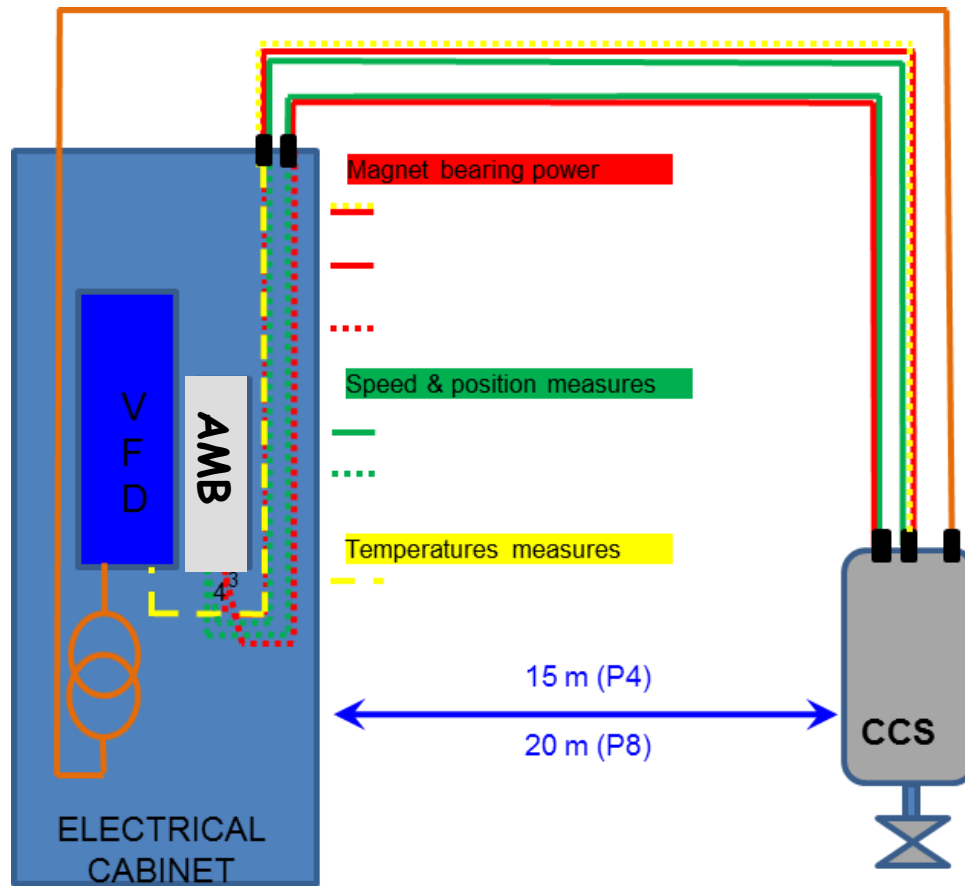 Magnet bearing power
Speed & position measures
V
F
D
AMB
Temperatures measures
4
3
15 m (P4)
20 m (P8)
CCS
ELECTRICAL
CABINET